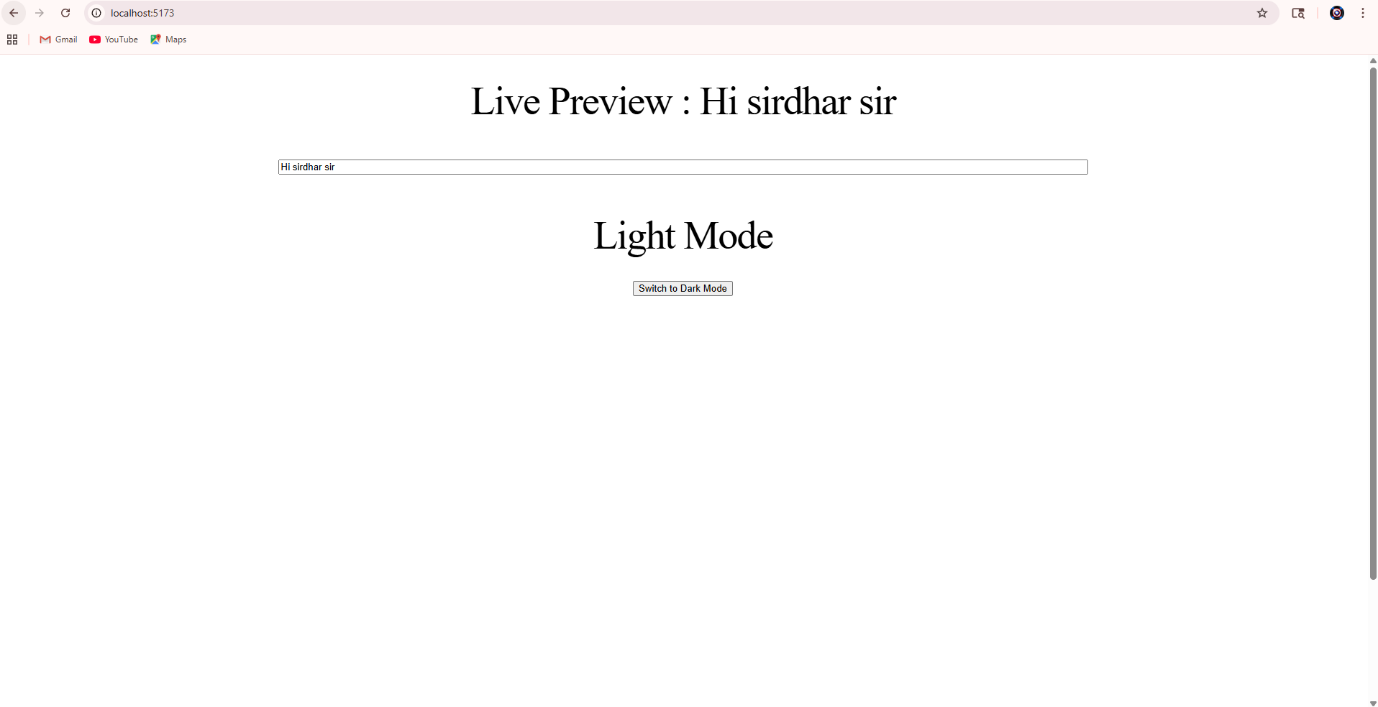 localhost:5173
Gmail YouTube Maps
Live Preview : Hi sirdhar sir
Hi sirdhar sir
Light Mode
Switch to Dark Mode